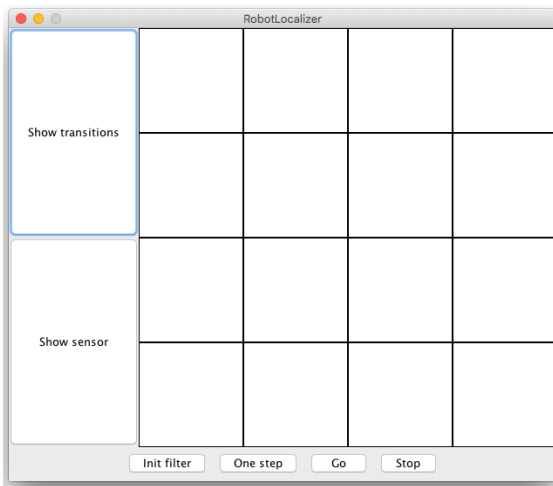 RobotLocalizer
Show transitions
Show sensor
Init filter One step Go Stop